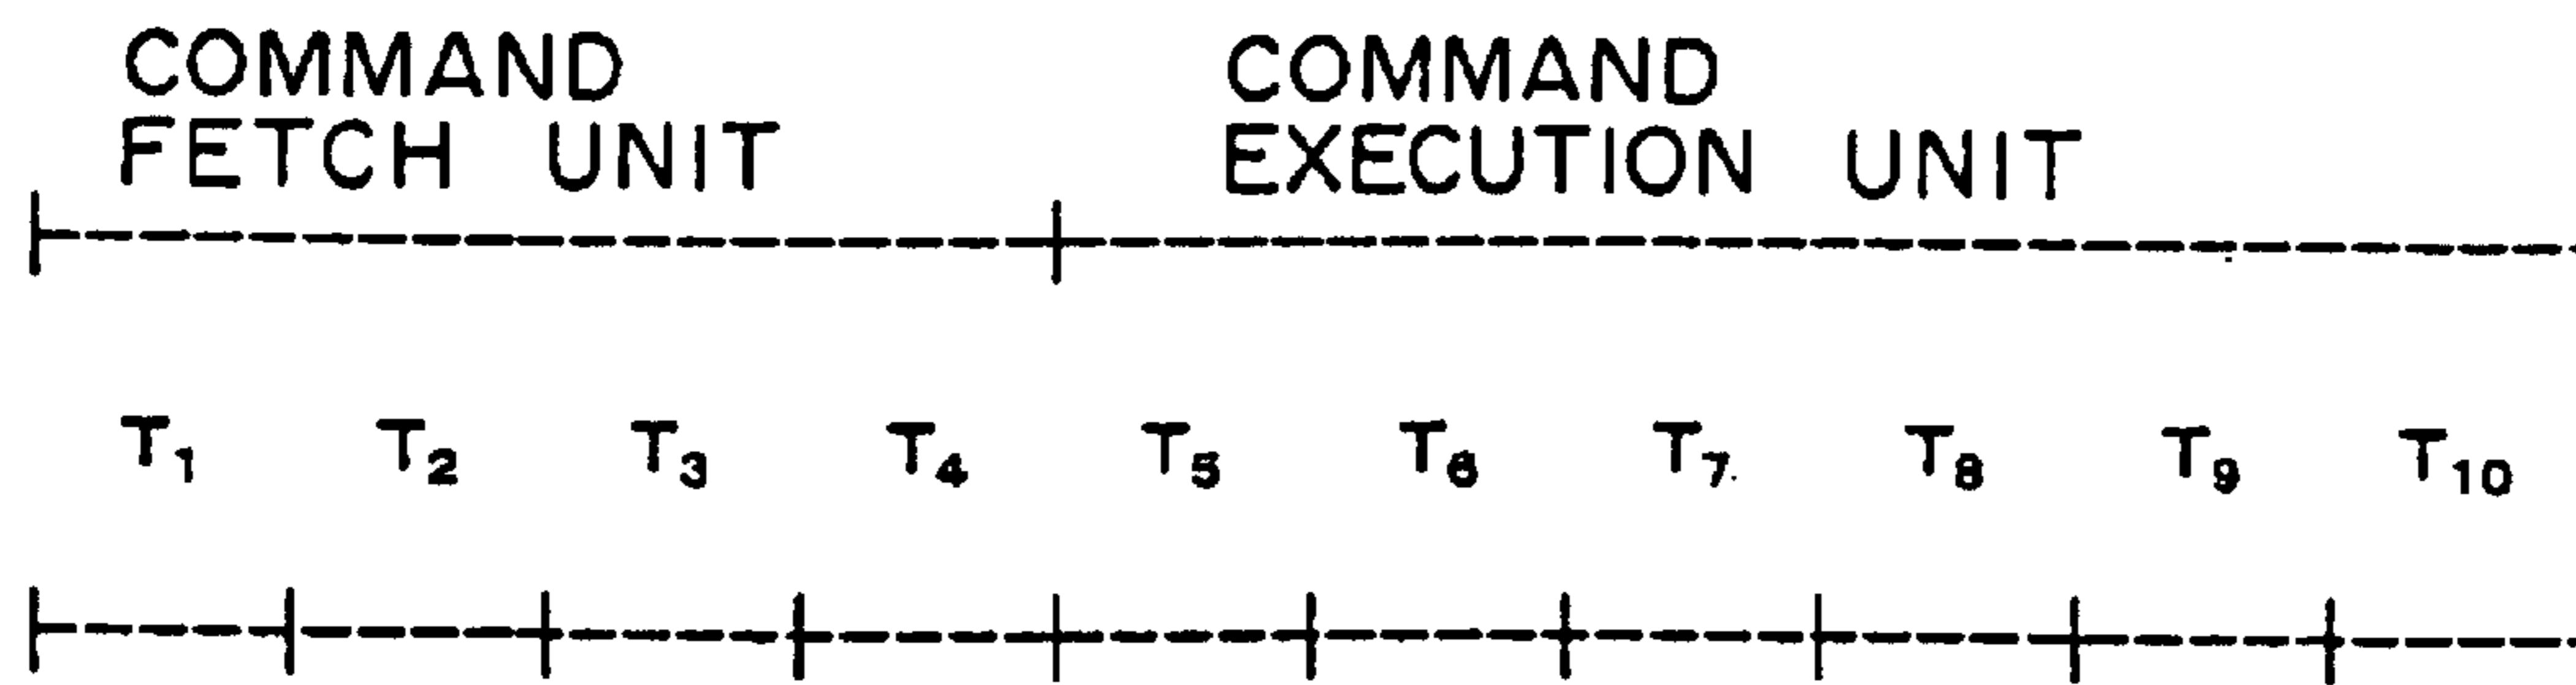 COMMAND
FETCH UNIT
COMMAND
EXECUTION UNIT
T₁ T₂ T₃ T₄ T₅ T₆ T₇ T₈ T₉ T₁₀